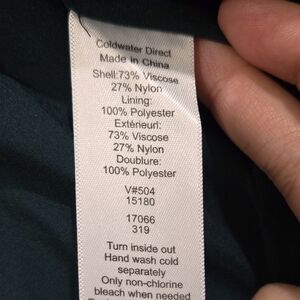 Coldwater Direct
Made in China
Shell:73% Viscose
27% Nylon
Lining:
100% Polyester
Extérieur:
73% Viscose
27% Nylon
Doublure:
100% Polyester
V#504
15180
17066
319
Turn inside out
Hand wash cold
separately
Only non-chlorine
bleach when needed